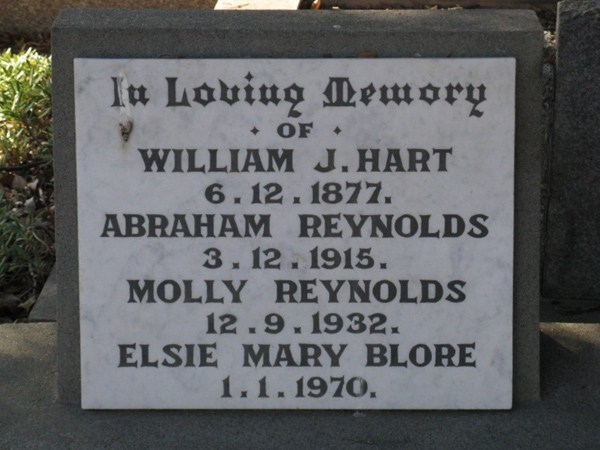 In Loving Memory
· OF ·
WILLIAM J. HART
6.12.1877.
ABRAHAM REYNOLDS
3.12.1915.
MOLLY REYNOLDS
12.9.1932.
ELSIE MARY BLORE
1.1.1970.